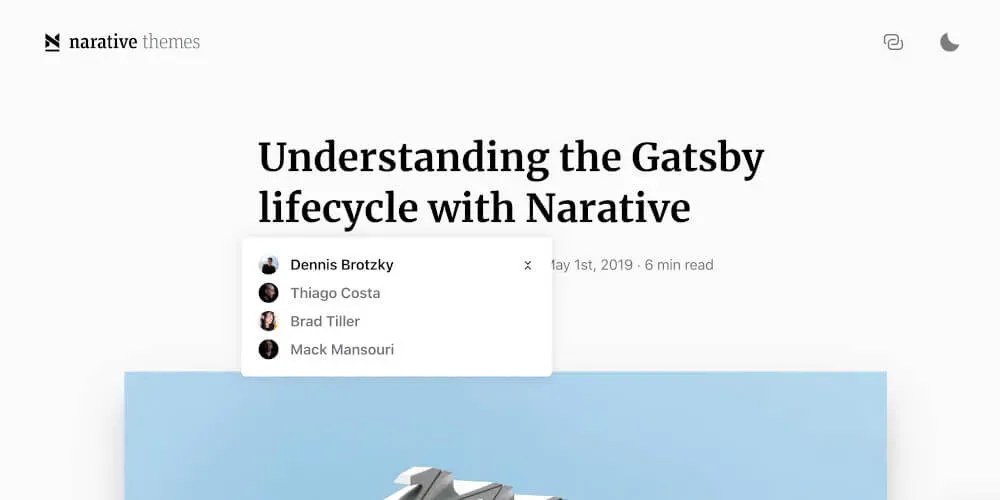 narative themes
Understanding the Gatsby
lifecycle with Narative
Dennis Brotzky
May 1st, 2019 · 6 min read
Thiago Costa
Brad Tiller
Mack Mansouri